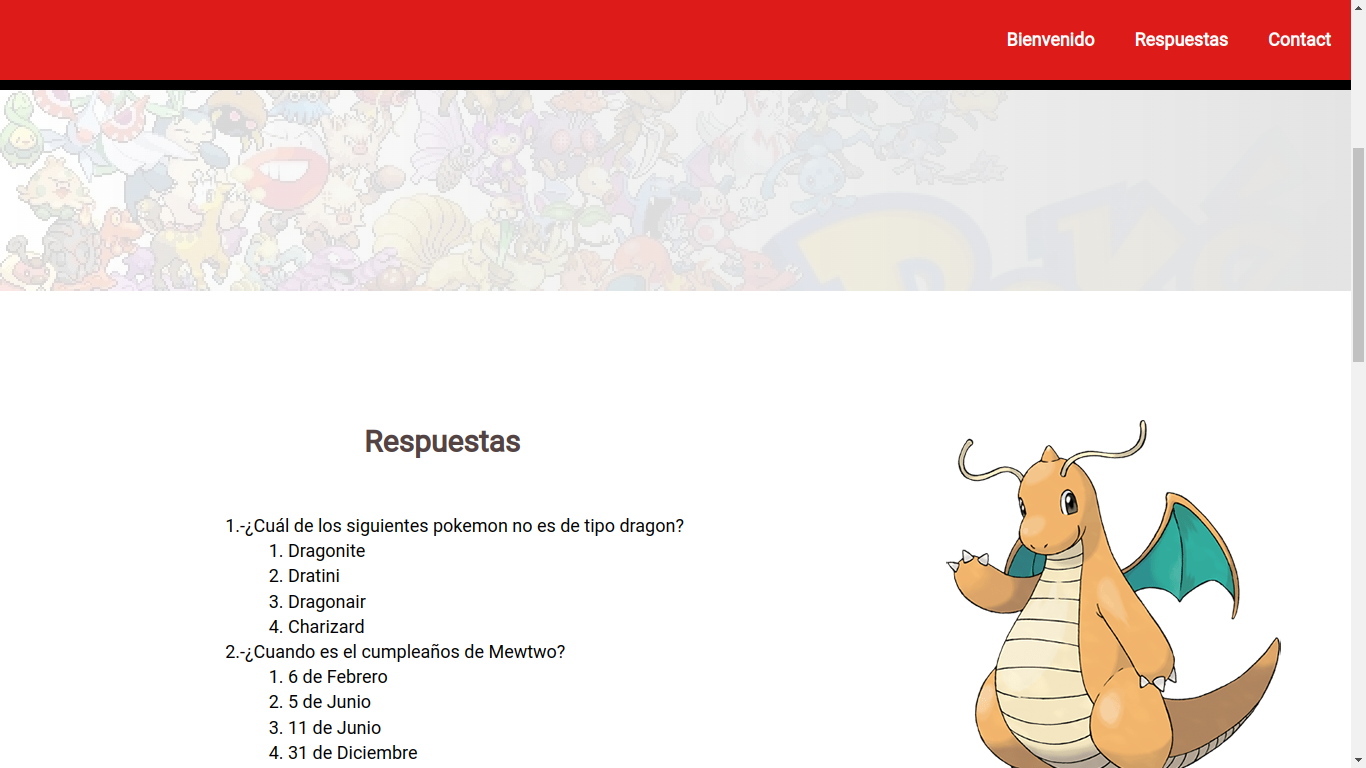 Bienvenido Respuestas Contact
Respuestas
1.-¿Cuál de los siguientes pokemon no es de tipo dragon?
1. Dragonite
2. Dratini
3. Dragonair
4. Charizard
2.-¿Cuando es el cumpleaños de Mewtwo?
1. 6 de Febrero
2. 5 de Junio
3. 11 de Junio
4. 31 de Diciembre